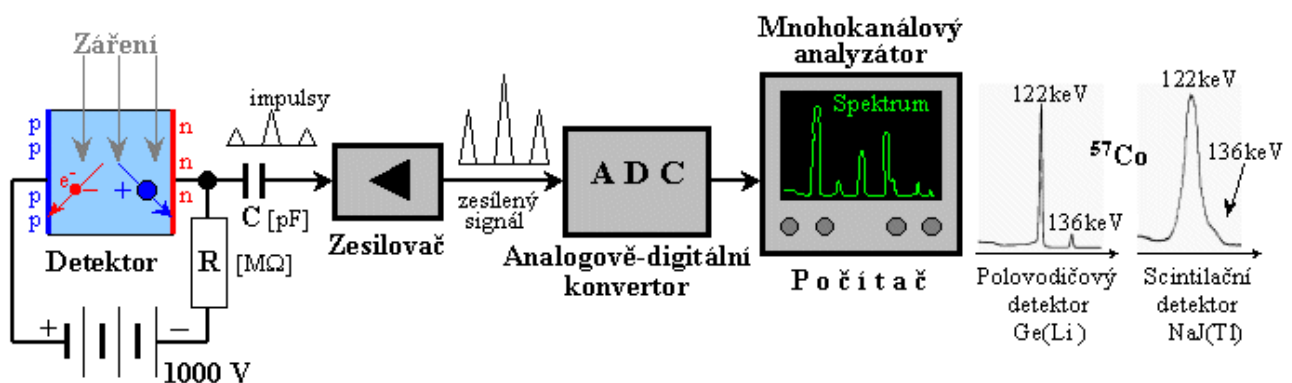 Záření
p
p
p
p
n
n
n
e-
+
Detektor
impulsy
C [pF]
R [MΩ]
+
−
1000 V
Zesilovač
zesílený
signál
A D C
Analogově-digitální
konvertor
Mnohokanálový
analyzátor
Spektrum
Počítač
122keV
136keV
Polovodičový
detektor
Ge(Li)
57Co
122keV
136keV
Scintilační
detektor
NaJ(Tl)